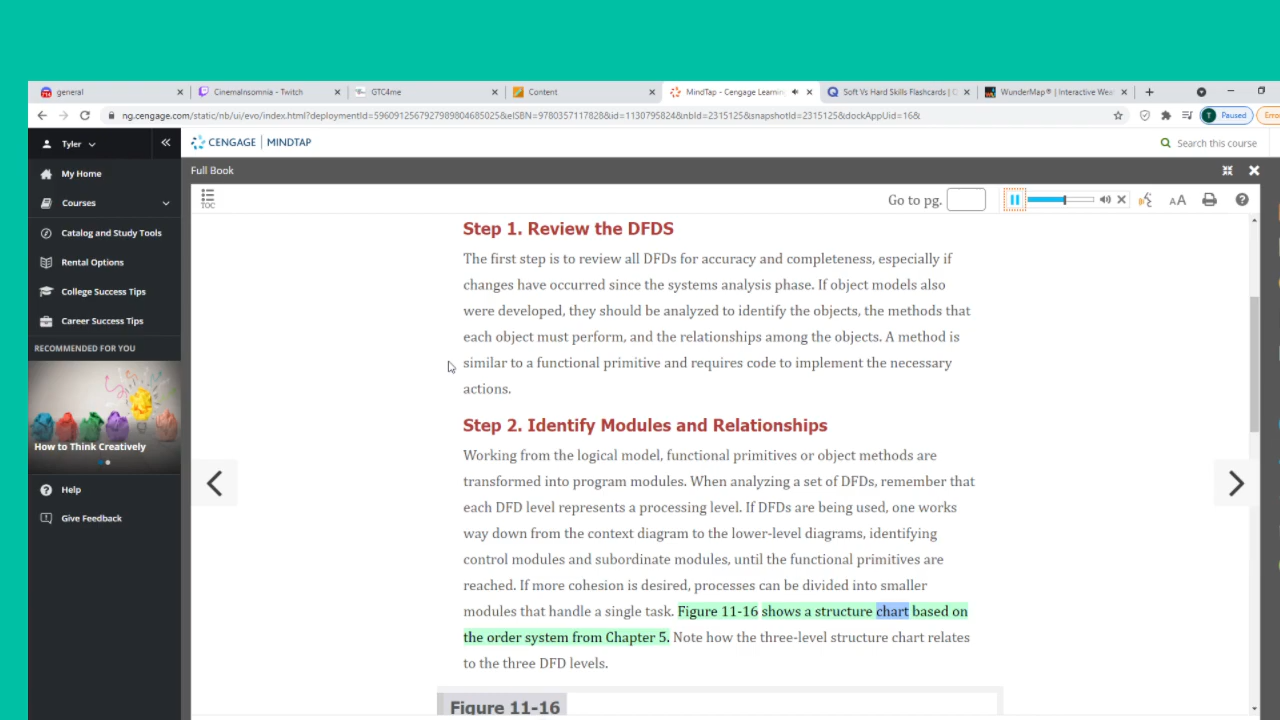 general
CinemaInsomnia - Twitch
GTC4me
Content
MindTap - Cengage Learnin
Soft Vs Hard Skills Flashcards | C
WunderMap® | Interactive Wea
ng.cengage.com/static/nb/ui/evo/index.html?deploymentId=59609125679279898046850​25&eISBN=9780357117828&id=1130795824&nbId=2315125&snapshotId=2315125&dockAppUid=16&
T
Paused
Error
Tyler
CENGAGE | MINDTAP
Search this course
My Home
Full Book
Courses
TOC
Go to pg.
AA
Catalog and Study Tools
Rental Options
College Success Tips
Career Success Tips
RECOMMENDED FOR YOU
How to Think Creatively
Help
Give Feedback
Step 1. Review the DFDS
The first step is to review all DFDs for accuracy and completeness, especially if
changes have occurred since the systems analysis phase. If object models also
were developed, they should be analyzed to identify the objects, the methods that
each object must perform, and the relationships among the objects. A method is
similar to a functional primitive and requires code to implement the necessary
actions.
Step 2. Identify Modules and Relationships
Working from the logical model, functional primitives or object methods are
transformed into program modules. When analyzing a set of DFDs, remember that
each DFD level represents a processing level. If DFDs are being used, one works
way down from the context diagram to the lower-level diagrams, identifying
control modules and subordinate modules, until the functional primitives are
reached. If more cohesion is desired, processes can be divided into smaller
modules that handle a single task. Figure 11-16 shows a structure chart based on
the order system from Chapter 5. Note how the three-level structure chart relates
to the three DFD levels.
Figure 11-16